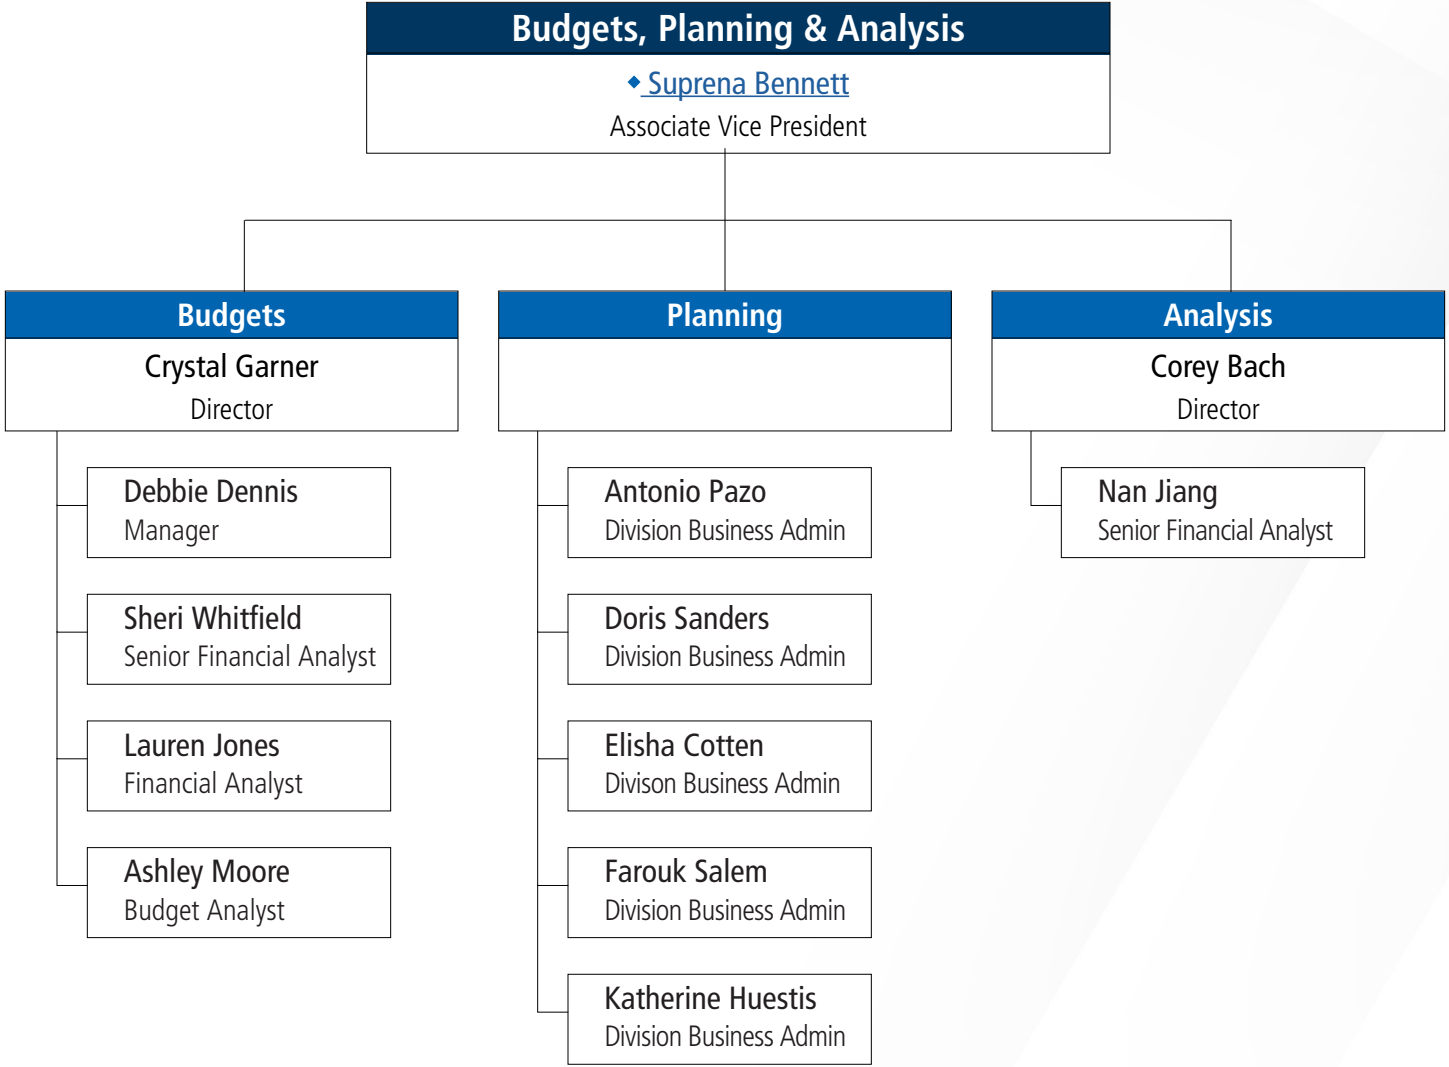 Budgets, Planning & Analysis
◆ Suprena Bennett
Associate Vice President
Budgets
Crystal Garner
Director
Debbie Dennis
Manager
Sheri Whitfield
Senior Financial Analyst
Lauren Jones
Financial Analyst
Ashley Moore
Budget Analyst
Planning
Antonio Pazo
Division Business Admin
Doris Sanders
Division Business Admin
Elisha Cotten
Divison Business Admin
Farouk Salem
Division Business Admin
Katherine Huestis
Division Business Admin
Analysis
Corey Bach
Director
Nan Jiang
Senior Financial Analyst